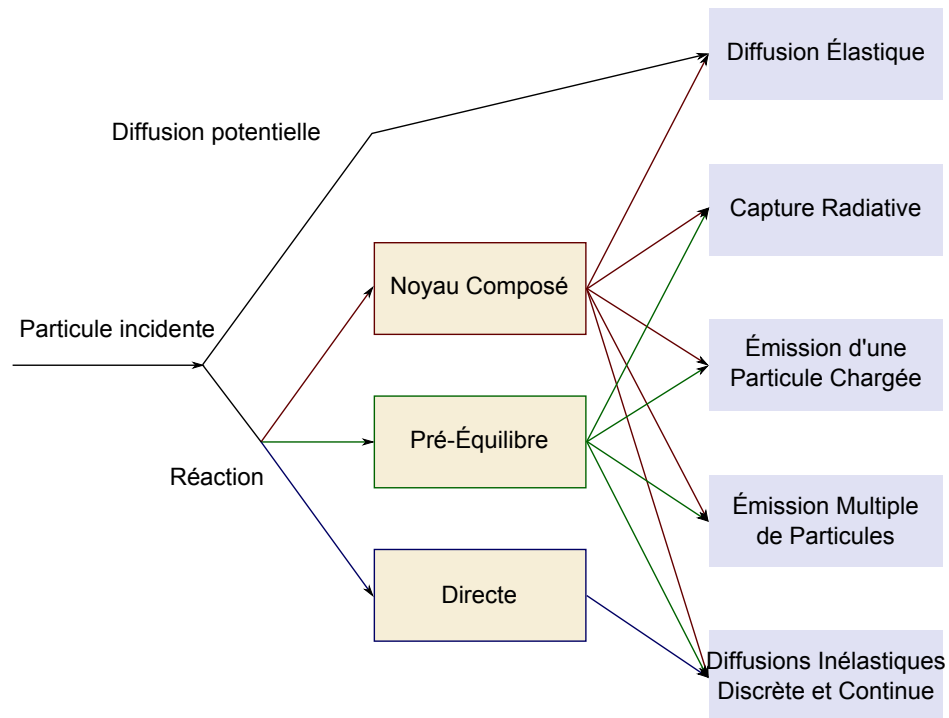 Diffusion Élastique
Diffusion potentielle
Capture Radiative
Noyau Composé
Particule incidente
Émission d'une
Particule Chargée
Pré-Équilibre
Réaction
Émission Multiple
de Particules
Directe
Diffusions Inélastiques
Discrète et Continue